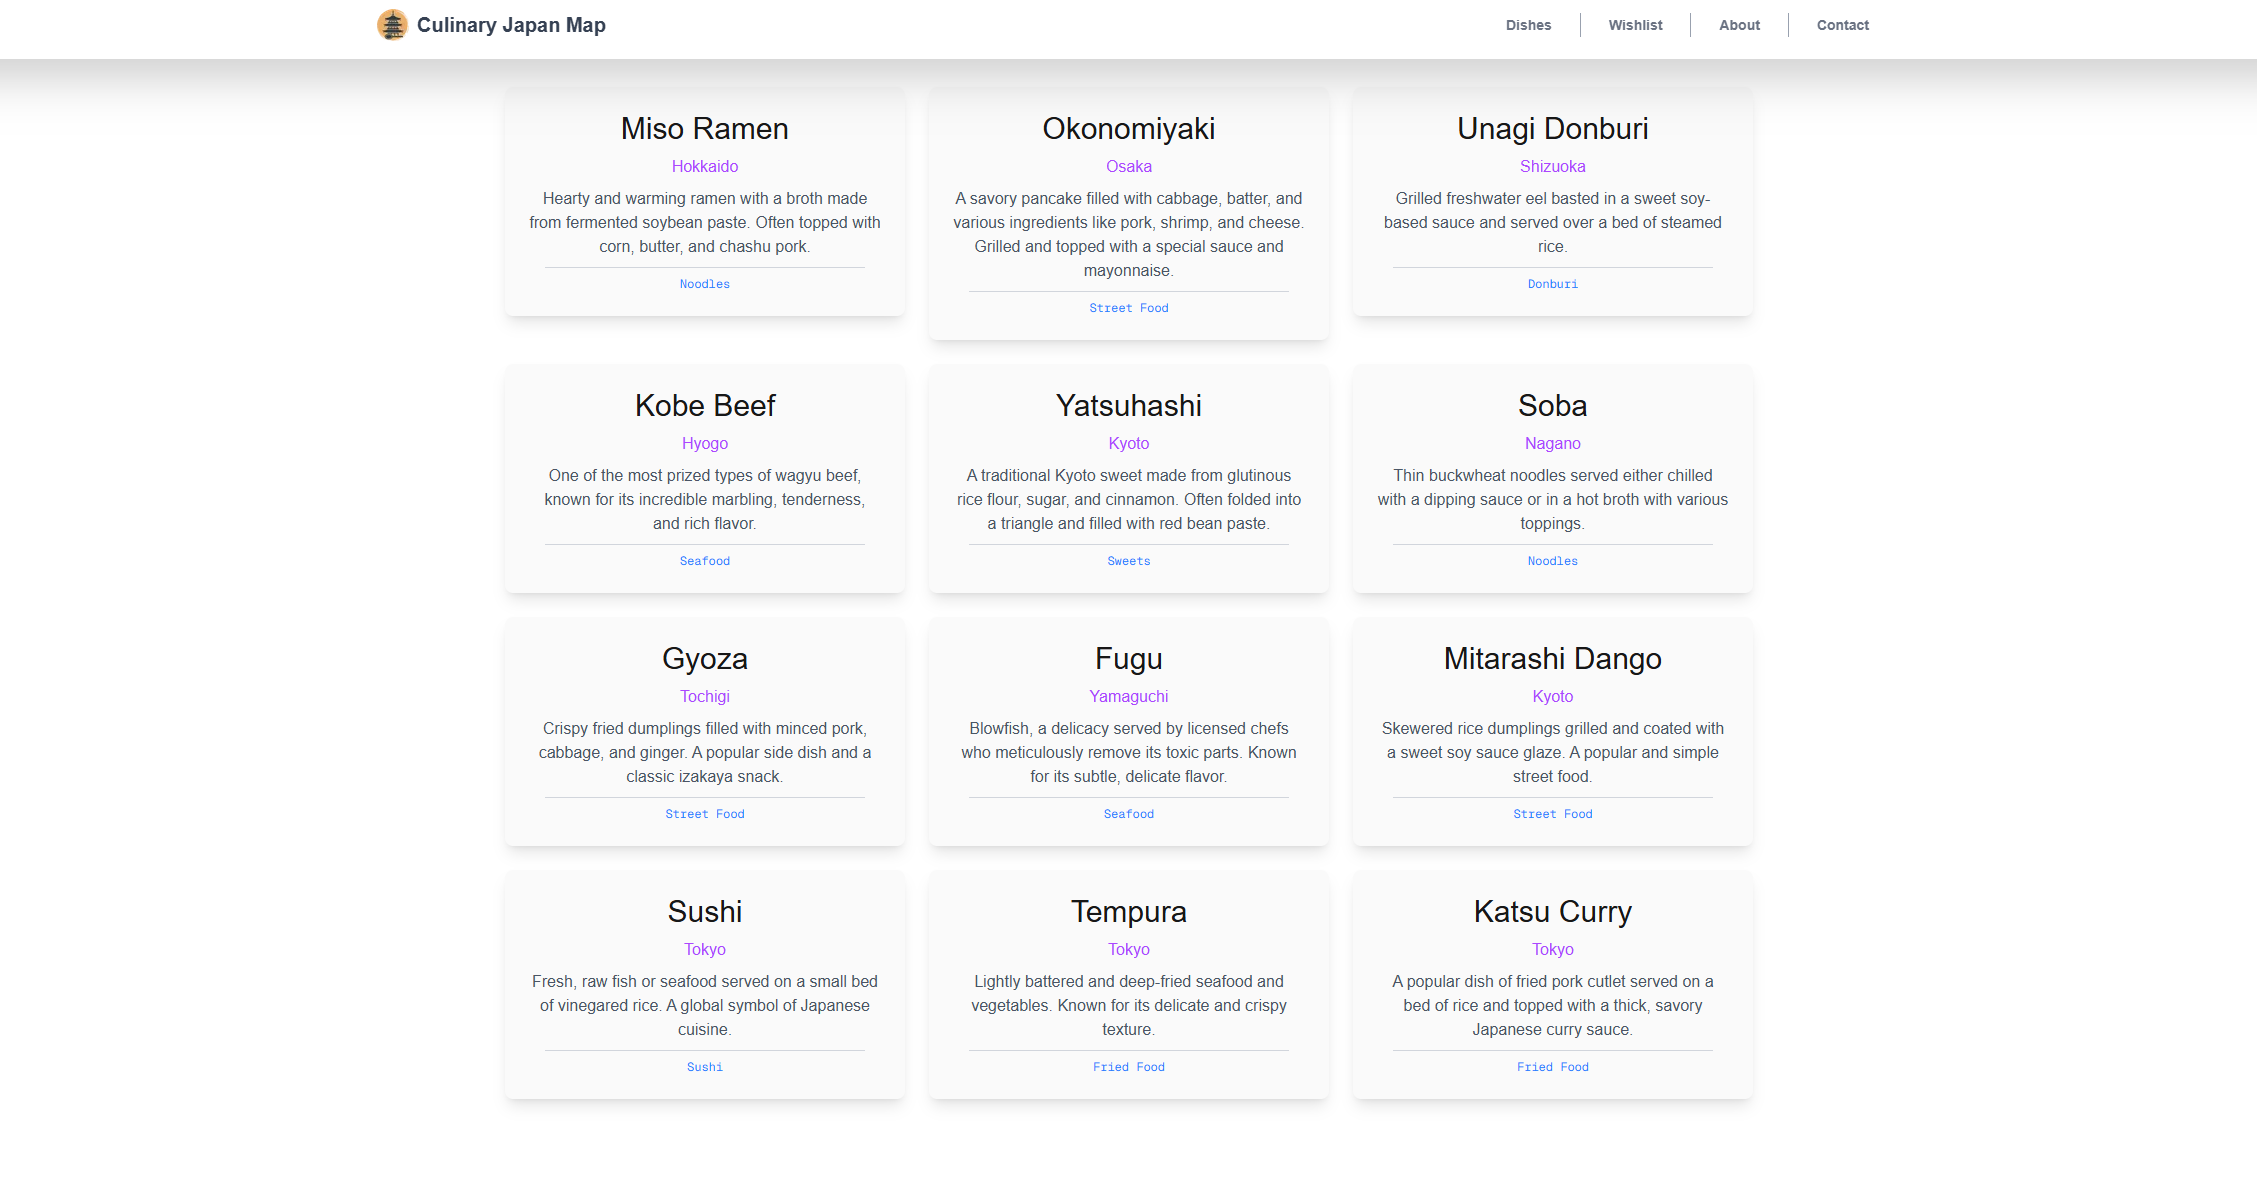 Culinary Japan Map
Dishes
Wishlist
About
Contact
Miso Ramen
Hokkaido
Hearty and warming ramen with a broth made
from fermented soybean paste. Often topped with
corn, butter, and chashu pork.
Noodles
Okonomiyaki
Osaka
A savory pancake filled with cabbage, batter, and
various ingredients like pork, shrimp, and cheese.
Grilled and topped with a special sauce and
mayonnaise.
Street Food
Unagi Donburi
Shizuoka
Grilled freshwater eel basted in a sweet soy-
based sauce and served over a bed of steamed
rice.
Donburi
Kobe Beef
Hyogo
One of the most prized types of wagyu beef,
known for its incredible marbling, tenderness,
and rich flavor.
Seafood
Yatsuhashi
Kyoto
A traditional Kyoto sweet made from glutinous
rice flour, sugar, and cinnamon. Often folded into
a triangle and filled with red bean paste.
Sweets
Soba
Nagano
Thin buckwheat noodles served either chilled
with a dipping sauce or in a hot broth with various
toppings.
Noodles
Gyoza
Tochigi
Crispy fried dumplings filled with minced pork,
cabbage, and ginger. A popular side dish and a
classic izakaya snack.
Street Food
Fugu
Yamaguchi
Blowfish, a delicacy served by licensed chefs
who meticulously remove its toxic parts. Known
for its subtle, delicate flavor.
Seafood
Mitarashi Dango
Kyoto
Skewered rice dumplings grilled and coated with
a sweet soy sauce glaze. A popular and simple
street food.
Street Food
Sushi
Tokyo
Fresh, raw fish or seafood served on a small bed
of vinegared rice. A global symbol of Japanese
cuisine.
Sushi
Tempura
Tokyo
Lightly battered and deep-fried seafood and
vegetables. Known for its delicate and crispy
texture.
Fried Food
Katsu Curry
Tokyo
A popular dish of fried pork cutlet served on a
bed of rice and topped with a thick, savory
Japanese curry sauce.
Fried Food